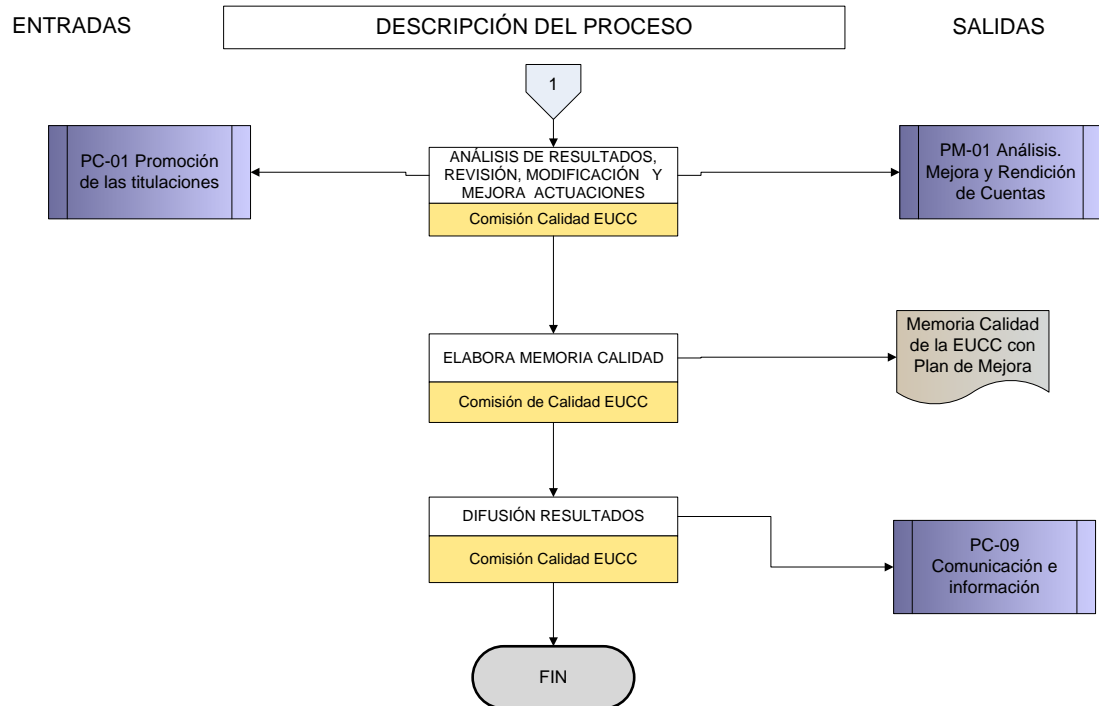 ENTRADAS
DESCRIPCIÓN DEL PROCESO
SALIDAS
1
PC-01 Promoción
de las titulaciones
ANÁLISIS DE RESULTADOS,
REVISIÓN, MODIFICACIÓN Y
MEJORA ACTUACIONES
Comisión Calidad EUCC
PM-01 Análisis.
Mejora y Rendición
de Cuentas
ELABORA MEMORIA CALIDAD
Comisión de Calidad EUCC
Memoria Calidad
de la EUCC con
Plan de Mejora
DIFUSIÓN RESULTADOS
Comisión Calidad EUCC
PC-09
Comunicación e
información
FIN